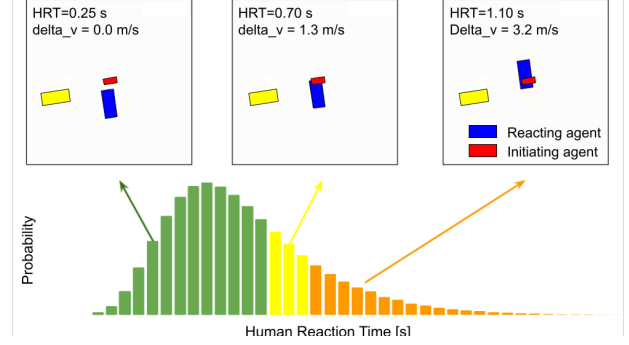 HRT=0.25 s
delta_v = 0.0 m/s
HRT=0.70 s
delta_v = 1.3 m/s
HRT=1.10 s
Delta_v = 3.2 m/s
Reacting agent
Initiating agent
Probability
Human Reaction Time [s]